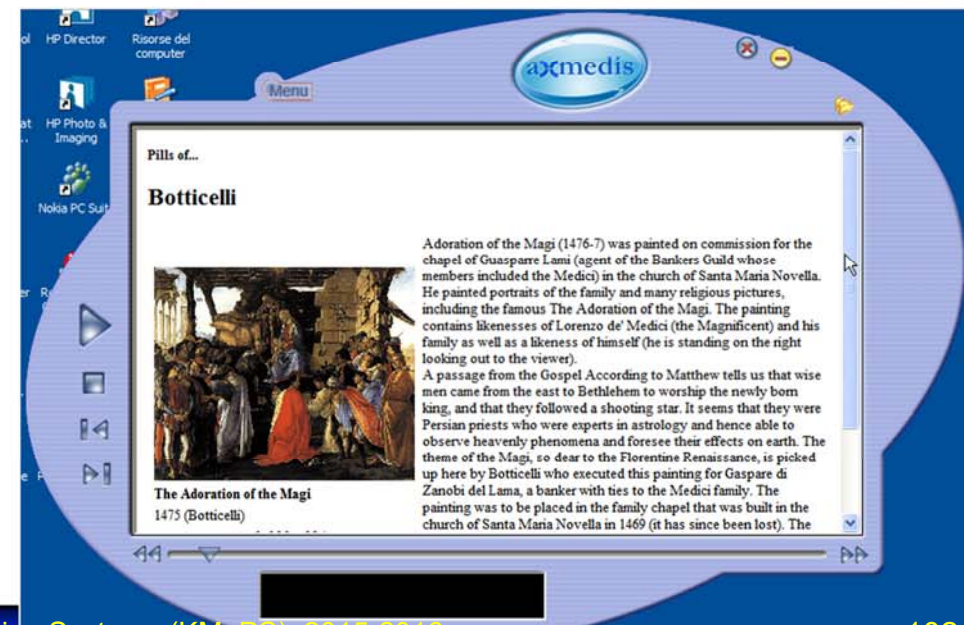 HP Director
Risorse del
computer
axmedis
Menu
HP Photo &
Imaging
Nokia PC Suit
Pills of...
Botticelli
Adoration of the Magi (1476-7) was painted on commission for the
chapel of Guasparre Lami (agent of the Bankers Guild whose
members included the Medici) in the church of Santa Maria Novella.
He painted portraits of the family and many religious pictures,
including the famous The Adoration of the Magi. The painting
contains likenesses of Lorenzo de' Medici (the Magnificent) and his
family as well as a likeness of himself (he is standing on the right
looking out to the viewer).
A passage from the Gospel According to Matthew tells us that wise
men came from the east to Bethlehem to worship the newly born
king, and that they followed a shooting star. It seems that they were
Persian priests who were experts in astrology and hence able to
observe heavenly phenomena and foresee their effects on earth. The
theme of the Magi, so dear to the Florentine Renaissance, is picked
up here by Botticelli who executed this painting for Gaspare di
Zanobi del Lama, a banker with ties to the Medici family. The
painting was to be placed in the family chapel that was built in the
church of Santa Maria Novella in 1469 (it has since been lost). The
The Adoration of the Magi
1475 (Botticelli)